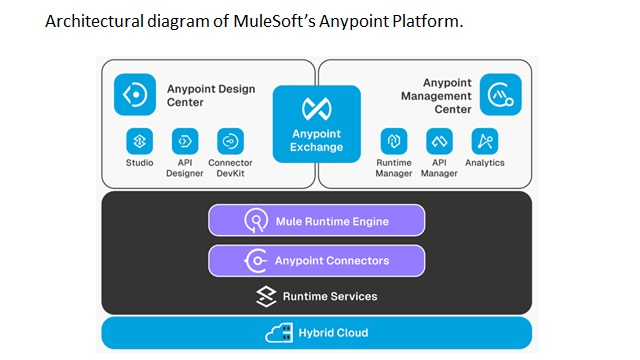 Architectural diagram of MuleSoft’s Anypoint Platform.
Anypoint Design
Center
Studio
API
Designer
Connector
DevKit
Anypoint
Exchange
Anypoint
Management
Center
Runtime
Manager
API
Manager
Analytics
Mule Runtime Engine
Anypoint Connectors
Runtime Services
Hybrid Cloud